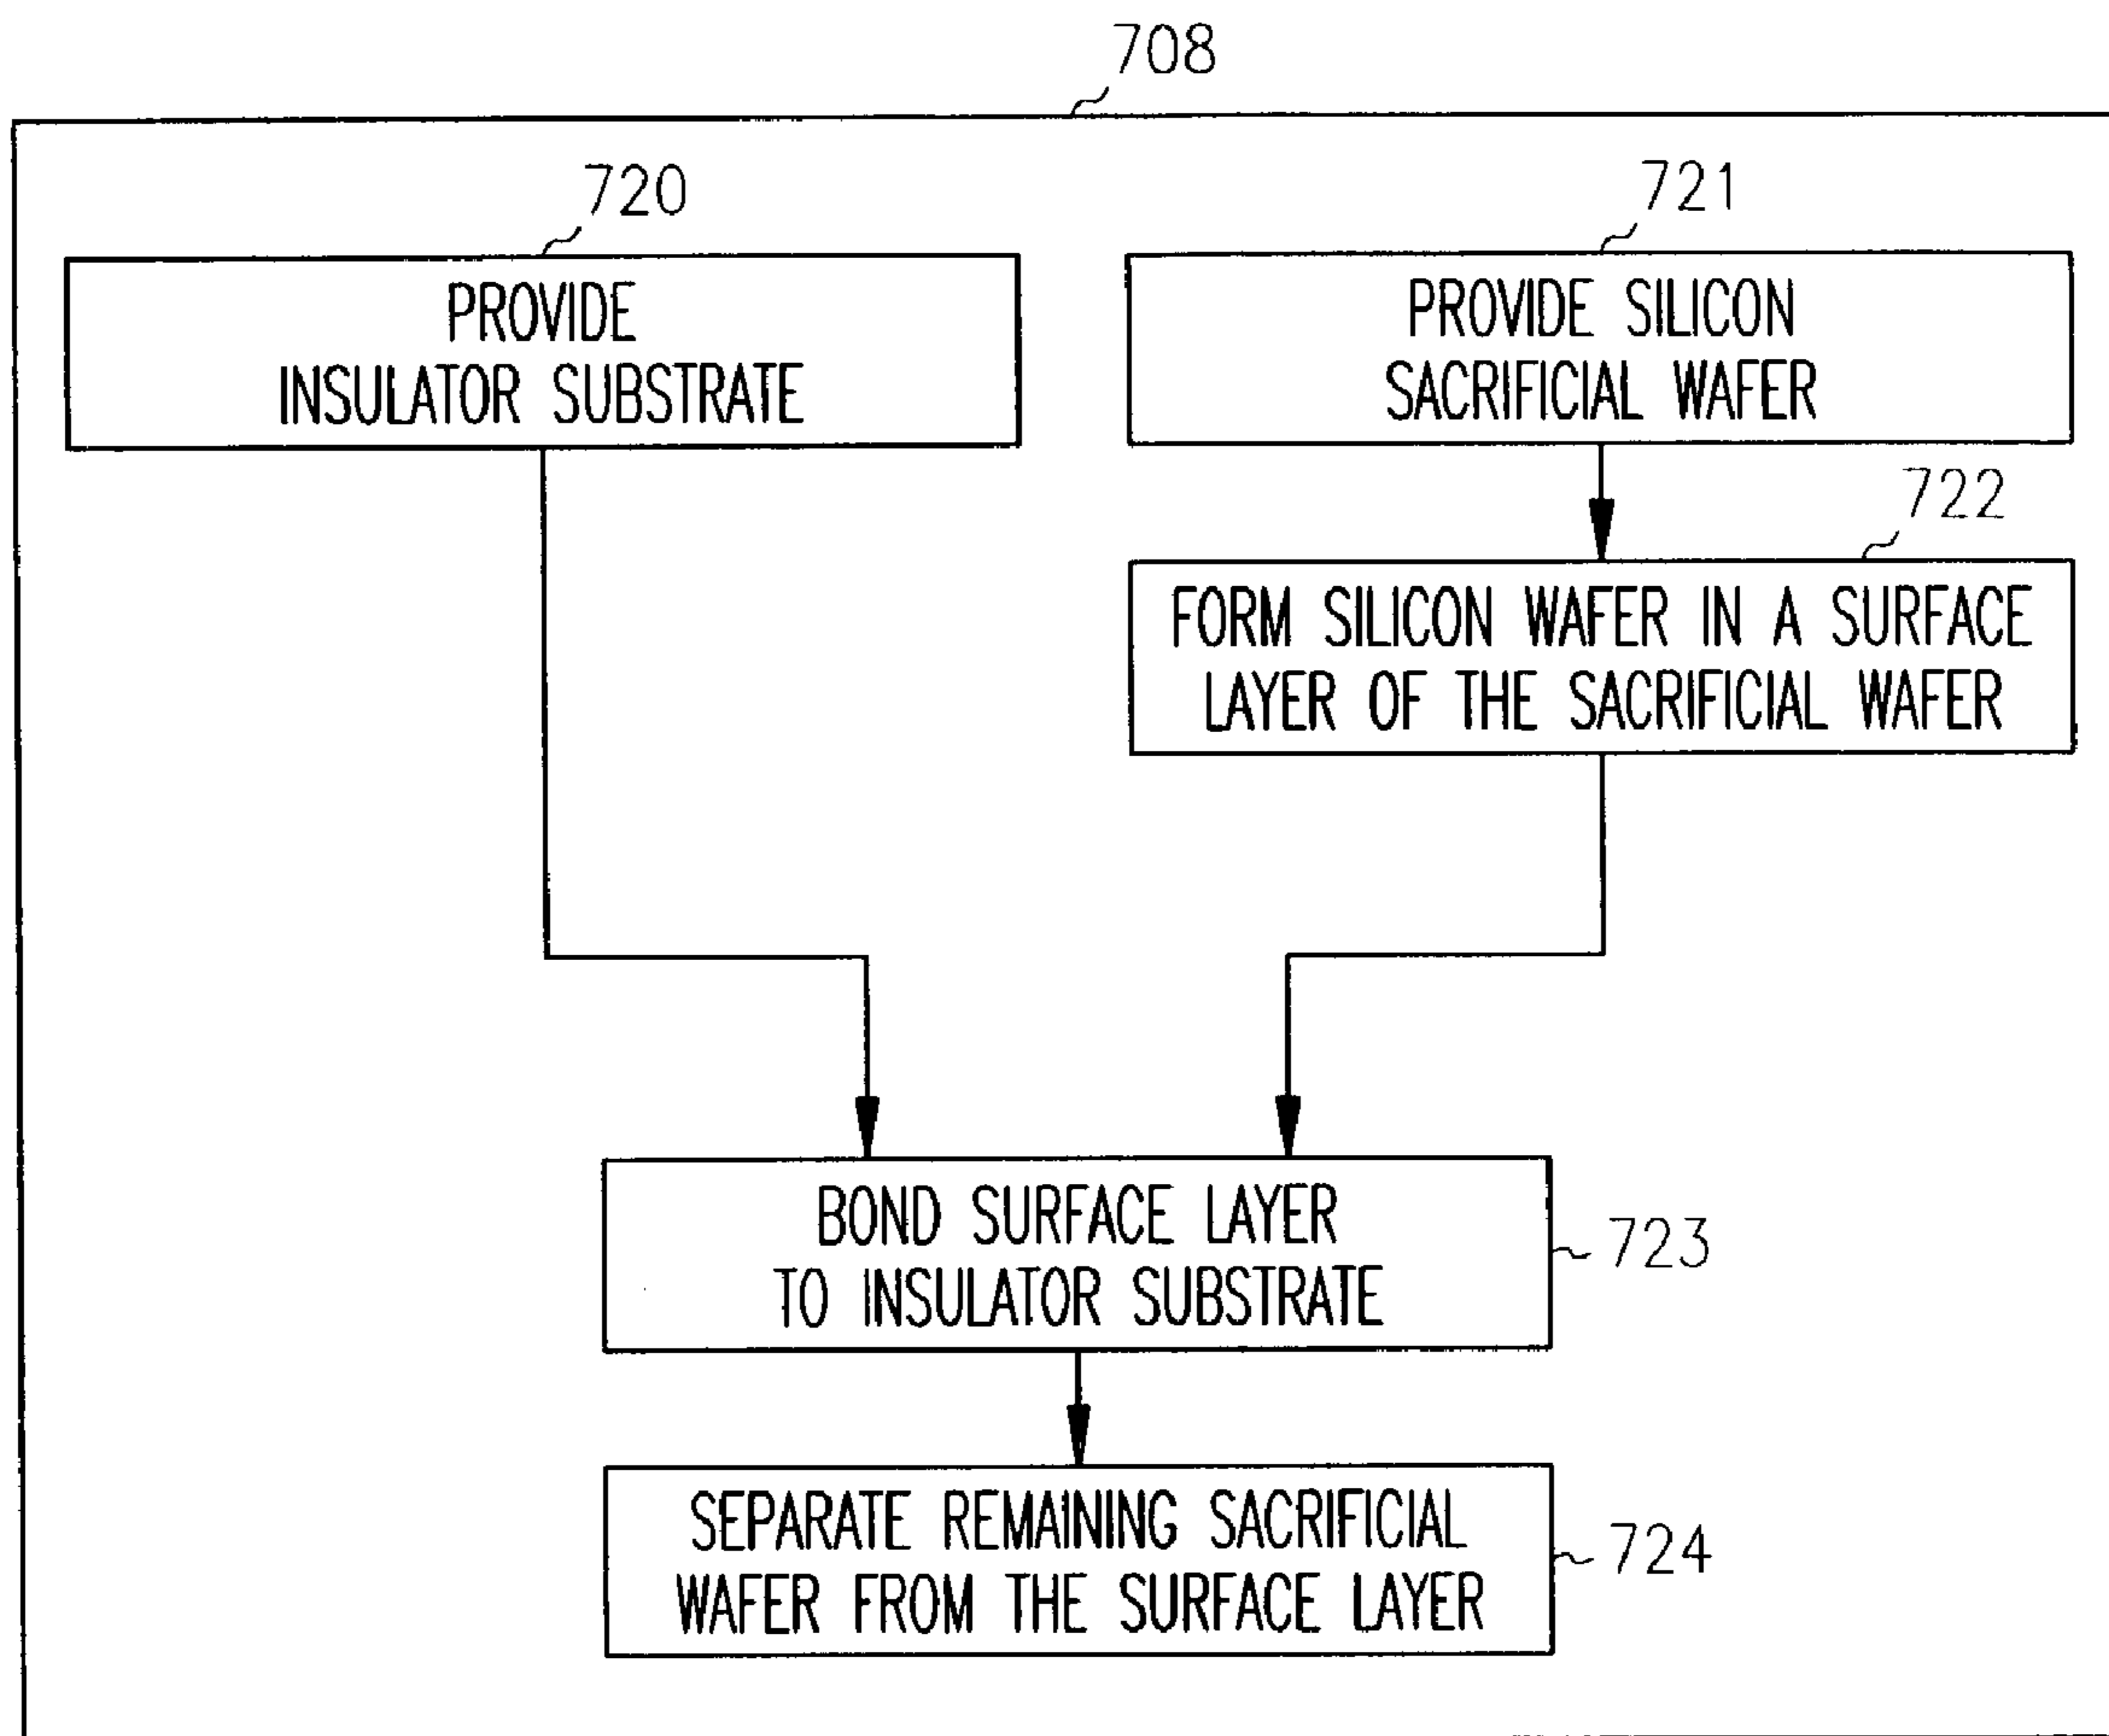 708
720
PROVIDE
INSULATOR SUBSTRATE
721
PROVIDE SILICON
SACRIFICIAL WAFER
722
FORM SILICON WAFER IN A SURFACE
LAYER OF THE SACRIFICIAL WAFER
BOND SURFACE LAYER
TO INSULATOR SUBSTRATE
723
SEPARATE REMAINING SACRIFICIAL
WAFER FROM THE SURFACE LAYER
724